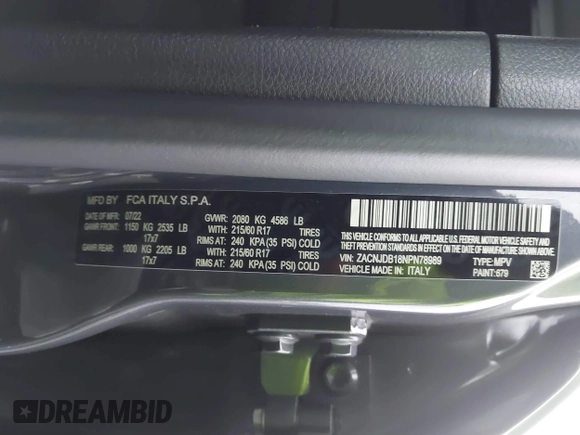 MFD BY FCA ITALY S.P.A.
DATE OF MFR: 07/22 GVWR: 2080 KG 4586 LB
GAWR FRONT: 1150 KG 2535 LB 215/60 R17 TIRES
17x7 RIMS AT: 240 KPA(35 PSI) COLD
GAWR REAR: 1000 KG 2205 LB 215/60 R17 TIRES
17x7 RIMS AT: 240 KPA(35 PSI) COLD
THIS VEHICLE CONFORMS TO ALL APPLICABLE
FEDERAL MOTOR VEHICLE SAFETY, BUMPER AND THEFT
PREVENTION STANDARDS IN EFFECT ON THE DATE OF
MANUFACTURE SHOWN ABOVE.
VIN: ZACNJDB18NPN78989 TYPE: MPV
VEHICLE MADE IN: ITALY PAINT: 679
DREAMBID